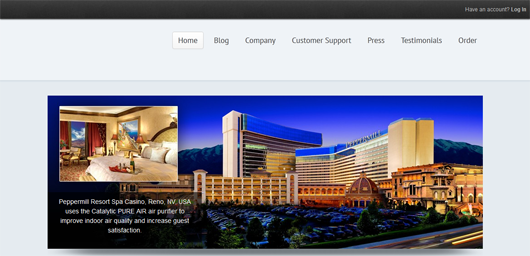 Have an account? Log in
Home Blog Company Customer Support Press Testimonials Order
PEPPERMILL
Peppermill Resort Spa Casino, Reno, NV. USA
uses the Catalytic PURE AIR air purifier to
improve indoor air quality and increase guest
satisfaction.